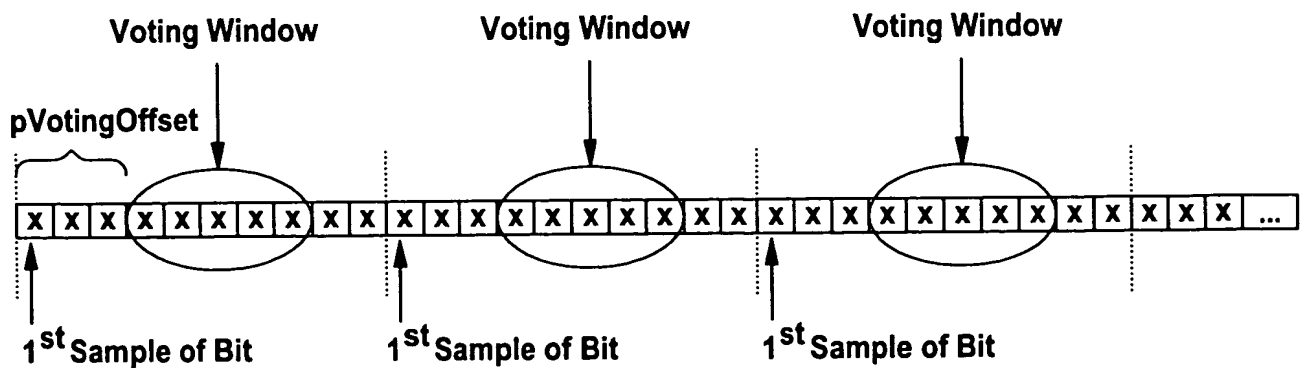 Voting Window Voting Window Voting Window
pVotingOffset
X X X X X X X X X X X X X X X X X X X X X X X X X X X X X X X X X ...
1st Sample of Bit 1st Sample of Bit 1st Sample of Bit